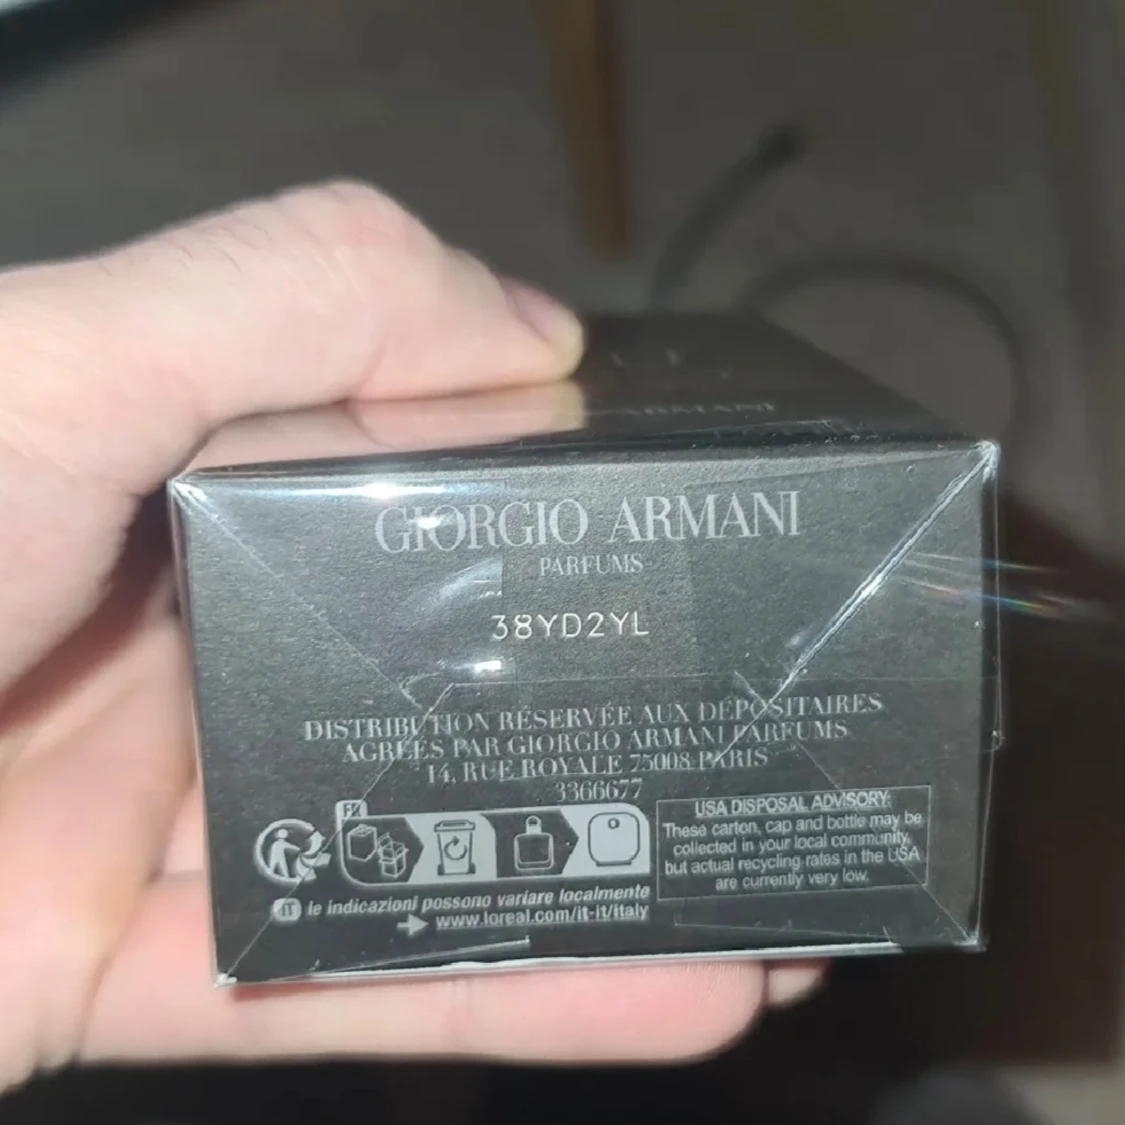 ARMANI
GIORGIO ARMANI
PARFUMS
38YD2YL
DISTRIBUTION RÉSERVÉE AUX DÉPOSITAIRES
AGRÉÉS PAR GIORGIO ARMANI PARFUMS
14, RUE ROYALE 75008 PARIS
3366677
FR
USA DISPOSAL ADVISORY:
These carton, cap and bottle may be
collected in your local community,
but actual recycling rates in the USA
are currently very low.
IT le indicazioni possono variare localmente
www.loreal.com/it-it/italy